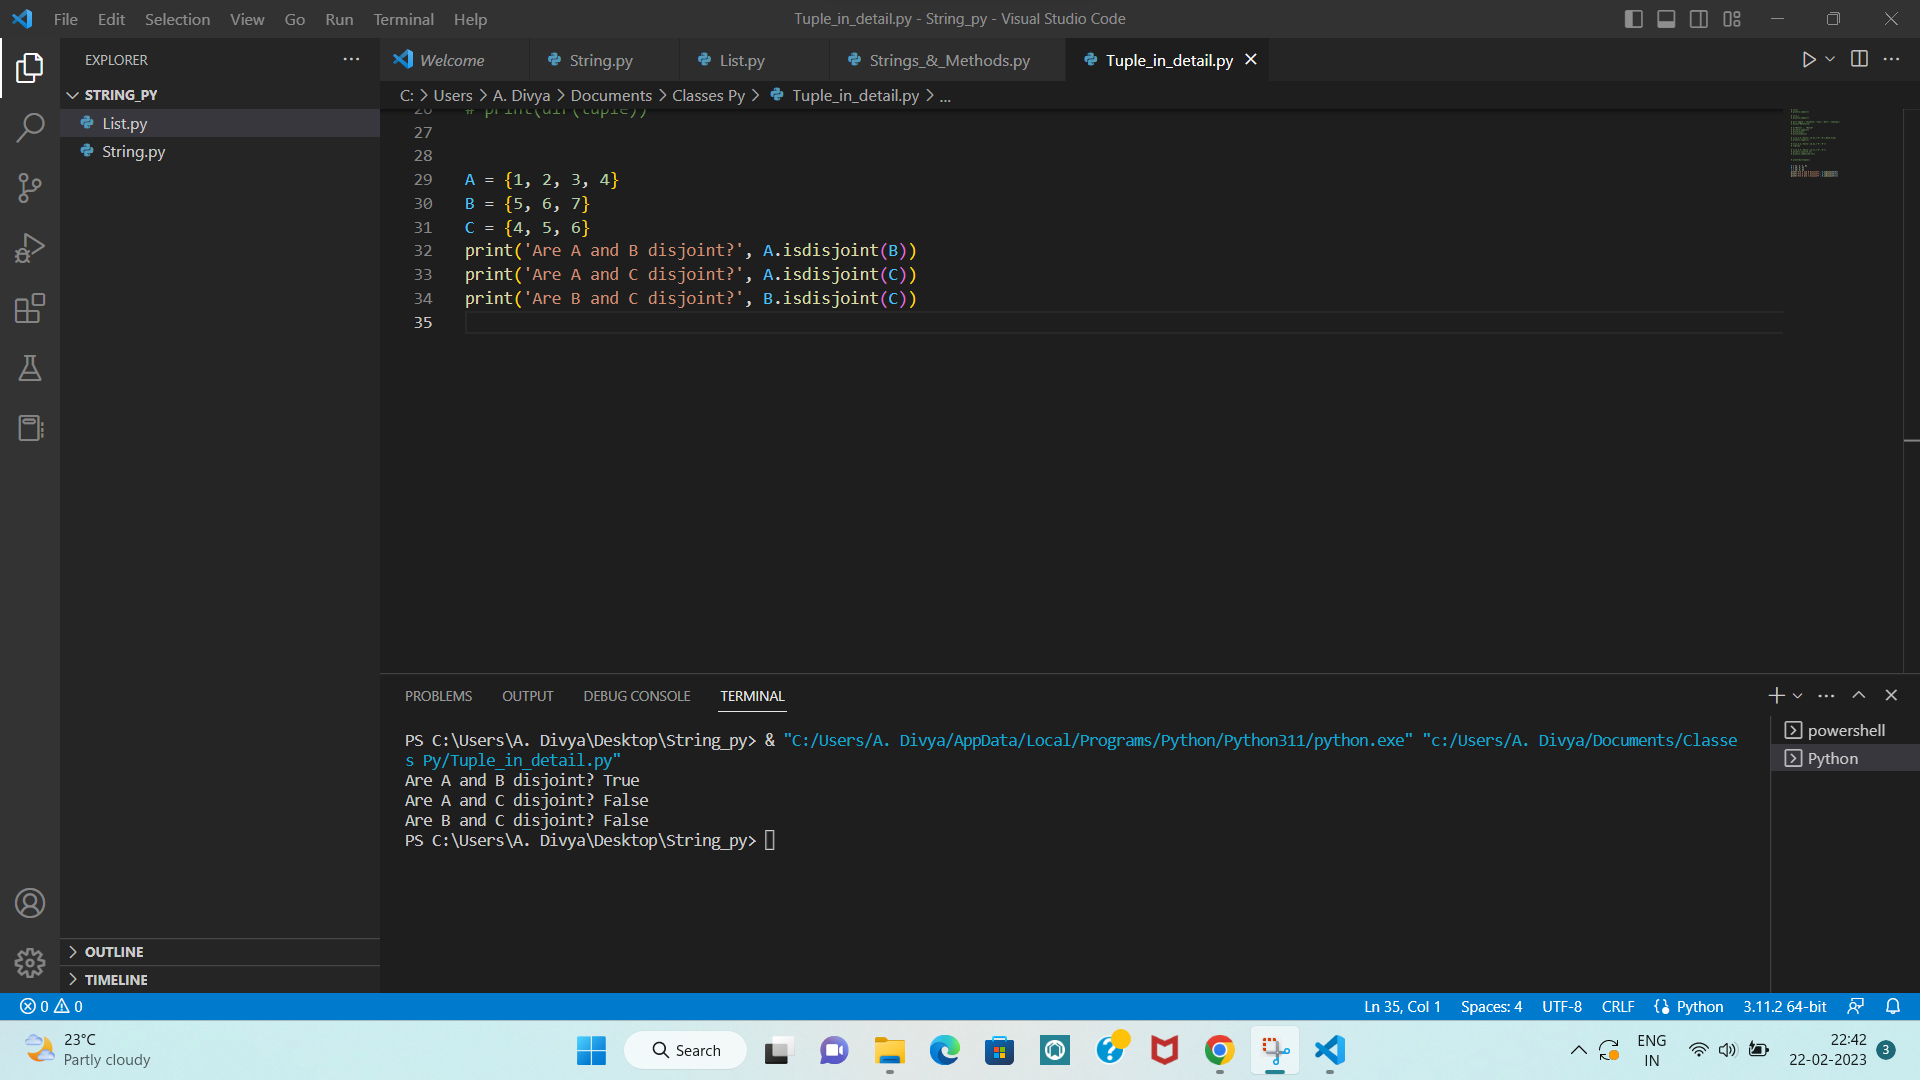 File Edit Selection View Go Run Terminal Help
Tuple_in_detail.py - String_py - Visual Studio Code
EXPLORER
STRING_PY
List.py
String.py
OUTLINE
TIMELINE
Welcome String.py List.py Strings_&_Methods.py Tuple_in_detail.py
C: > Users > A. Divya > Documents > Classes Py > Tuple_in_detail.py > ...
26 # print(dir(tuple))
27
28
29 A = {1, 2, 3, 4}
30 B = {5, 6, 7}
31 C = {4, 5, 6}
32 print('Are A and B disjoint?', A.isdisjoint(B))
33 print('Are A and C disjoint?', A.isdisjoint(C))
34 print('Are B and C disjoint?', B.isdisjoint(C))
35
PROBLEMS OUTPUT DEBUG CONSOLE TERMINAL
PS C:\Users\A. Divya\Desktop\String_py> & "C:/Users/A. Divya/AppData/Local/Programs/Python/Python311/python.exe" "c:/Users/A. Divya/Documents/Classe
s Py/Tuple_in_detail.py"
Are A and B disjoint? True
Are A and C disjoint? False
Are B and C disjoint? False
PS C:\Users\A. Divya\Desktop\String_py>
powershell
Python
0 0
Ln 35, Col 1 Spaces: 4 UTF-8 CRLF Python 3.11.2 64-bit
23°C
Partly cloudy
Search
ENG
IN
22:42
22-02-2023
3